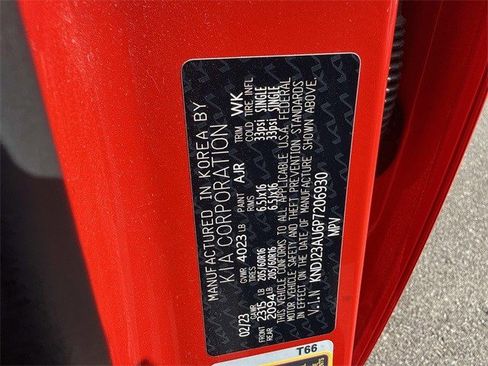 MANUFACTURED IN KOREA BY
KIA CORPORATION
02/23 GVWR 4023 LB PAINT AJR TRIM WK
GAWR TIRES RIMS COLD TIRE INFL
FRONT 2315 LB 205/60R16 6.5Jx16 33psi SINGLE
REAR 2094 LB 205/60R16 6.5Jx16 33psi SINGLE
THIS VEHICLE CONFORMS TO ALL APPLICABLE U.S.A. FEDERAL
MOTOR VEHICLE SAFETY AND THEFT PREVENTION STANDARDS
IN EFFECT ON THE DATE OF MANUFACTURE SHOWN ABOVE.
V.I.N KNDJ23AU6P7206930
MPV
T66